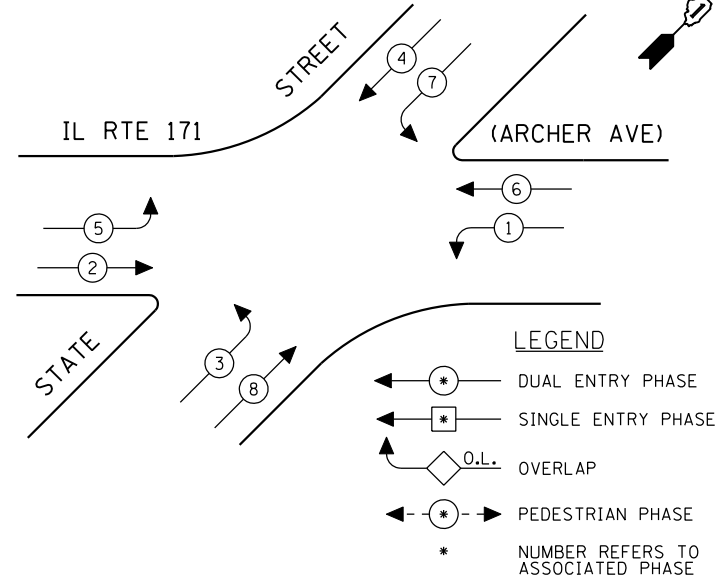 STREET
4
7
IL RTE 171
(ARCHER AVE)
6
5
1
2
STATE
3
8
LEGEND
* DUAL ENTRY PHASE
* SINGLE ENTRY PHASE
O.L. OVERLAP
* PEDESTRIAN PHASE
* NUMBER REFERS TO
ASSOCIATED PHASE